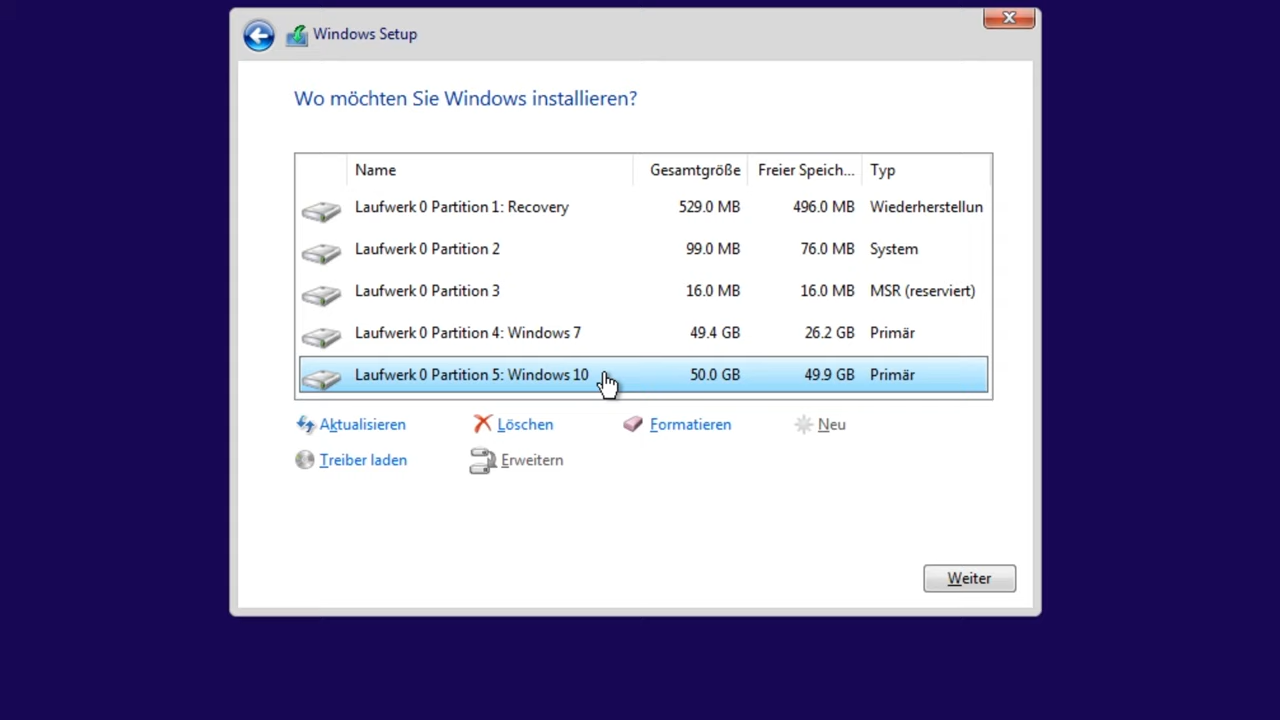 Windows Setup
Wo möchten Sie Windows installieren?
Name Gesamtgröße Freier Speich... Typ
Laufwerk 0 Partition 1: Recovery 529.0 MB 496.0 MB Wiederherstellun
Laufwerk 0 Partition 2 99.0 MB 76.0 MB System
Laufwerk 0 Partition 3 16.0 MB 16.0 MB MSR (reserviert)
Laufwerk 0 Partition 4: Windows 7 49.4 GB 26.2 GB Primär
Laufwerk 0 Partition 5: Windows 10 50.0 GB 49.9 GB Primär
Aktualisieren Löschen Formatieren Neu
Treiber laden Erweitern
Weiter